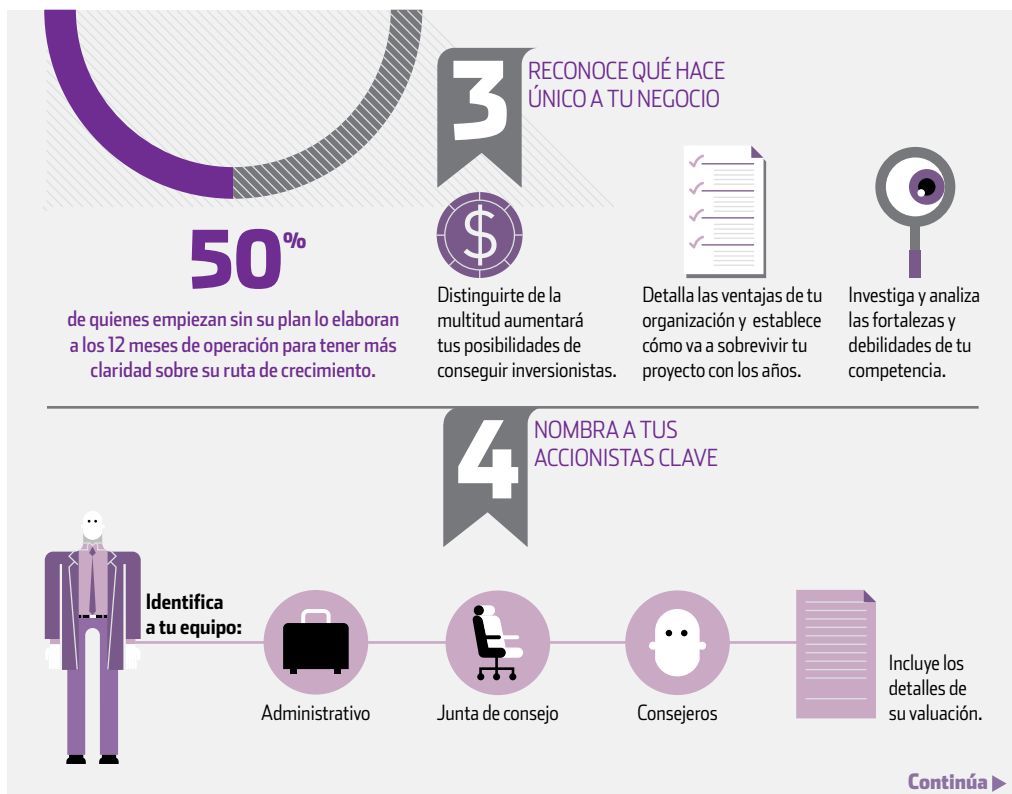 50%
de quienes empiezan sin su plan lo elaboran
a los 12 meses de operación para tener más
claridad sobre su ruta de crecimiento.
3
RECONOCE QUÉ HACE
ÚNICO A TU NEGOCIO
$
Distinguirte de la
multitud aumentará
tus posibilidades de
conseguir inversionistas.
Detalla las ventajas de tu
organización y establece
cómo va a sobrevivir tu
proyecto con los años.
Investiga y analiza
las fortalezas y
debilidades de tu
competencia.
4
NOMBRA A TUS
ACCIONISTAS CLAVE
Identifica
a tu equipo:
Administrativo
Junta de consejo
Consejeros
Incluye los
detalles de
su valuación.
Continúa